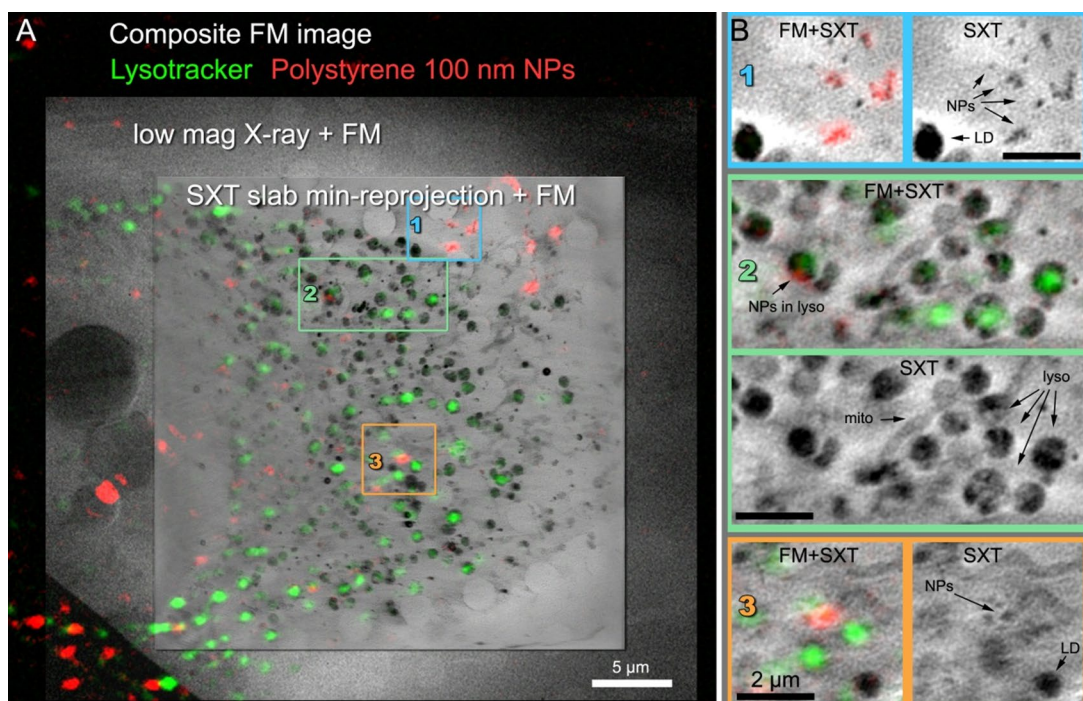 A
Composite FM image
Lysotracker Polystyrene 100 nm NPs
low mag X-ray + FM
SXT slab min-reprojection + FM
1
2
3
5 µm
B
FM+SXT
1
SXT
NPs
LD
FM+SXT
2
NPs in lyso
SXT
lyso
mito
FM+SXT
3
2 µm
SXT
NPs
LD